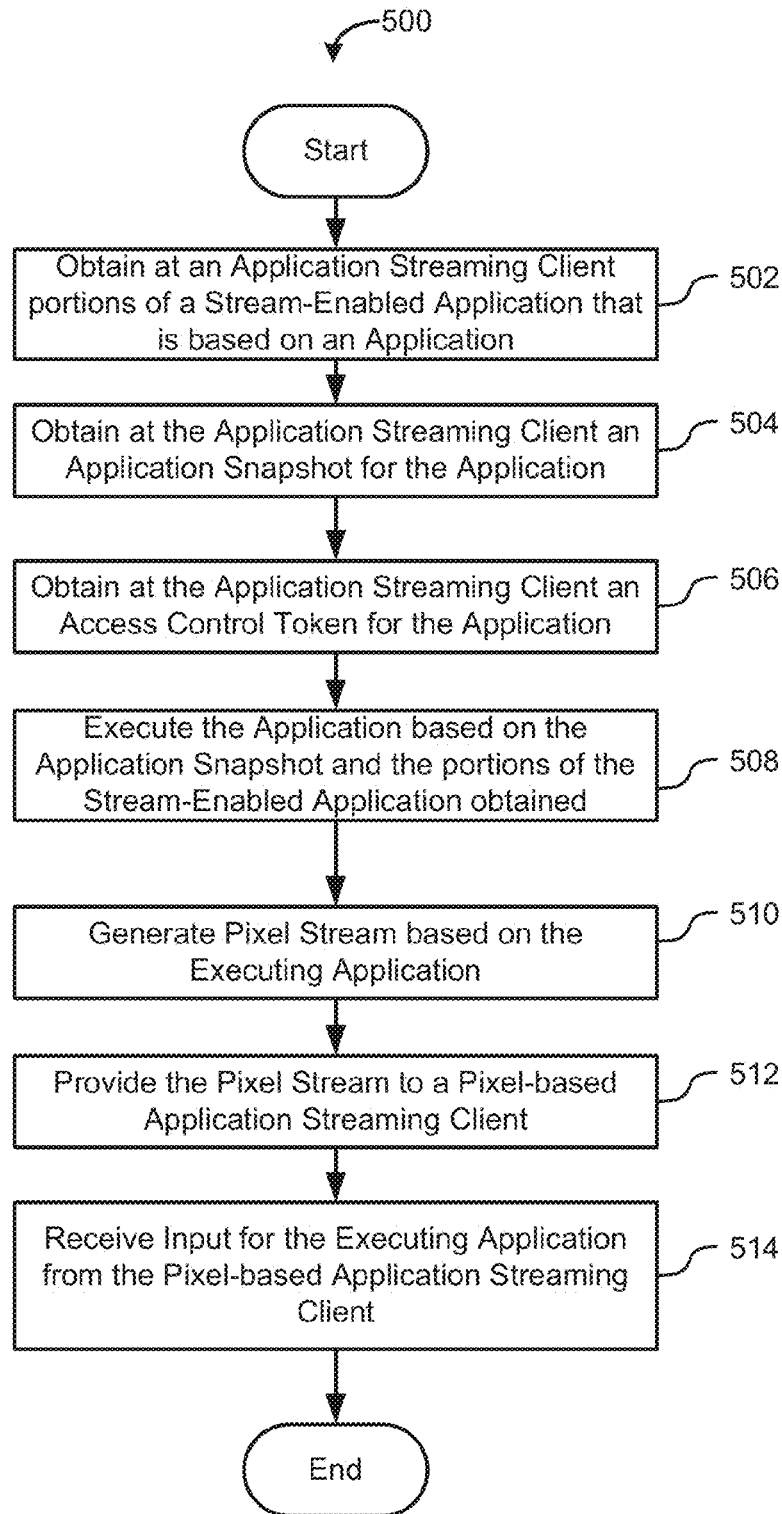 500
Start
Obtain at an Application Streaming Client
portions of a Stream-Enabled Application that
is based on an Application
502
Obtain at the Application Streaming Client an
Application Snapshot for the Application
504
Obtain at the Application Streaming Client an
Access Control Token for the Application
506
Execute the Application based on the
Application Snapshot and the portions of the
Stream-Enabled Application obtained
508
Generate Pixel Stream based on the
Executing Application
510
Provide the Pixel Stream to a Pixel-based
Application Streaming Client
512
Receive Input for the Executing Application
from the Pixel-based Application Streaming
Client
514
End